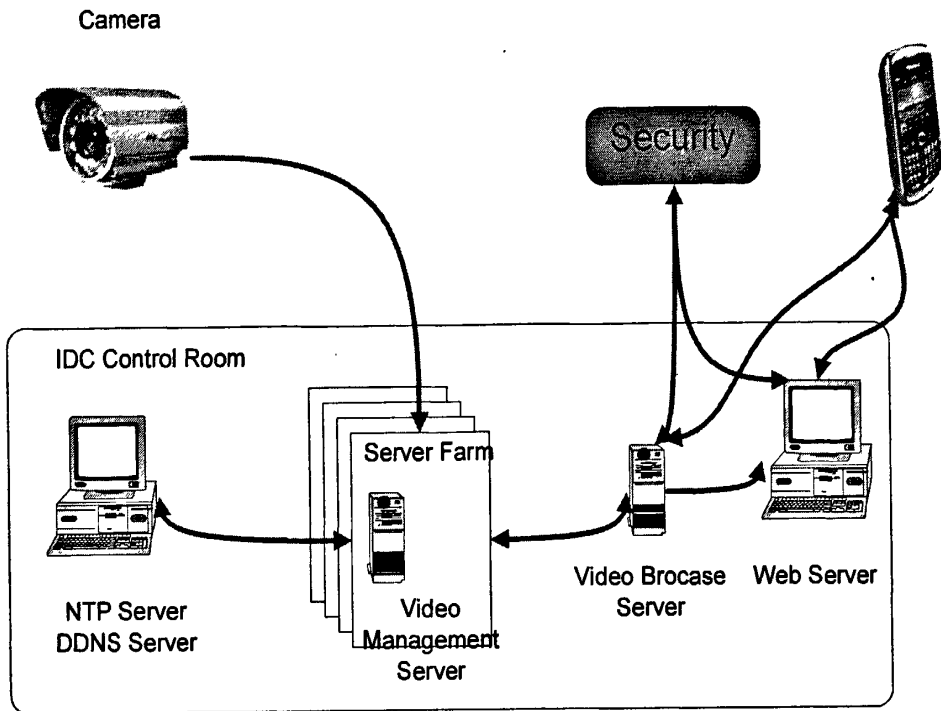 Camera
Security
IDC Control Room
Server Farm
Video
Management
Server
NTP Server
DDNS Server
Video Brocase
Server
Web Server